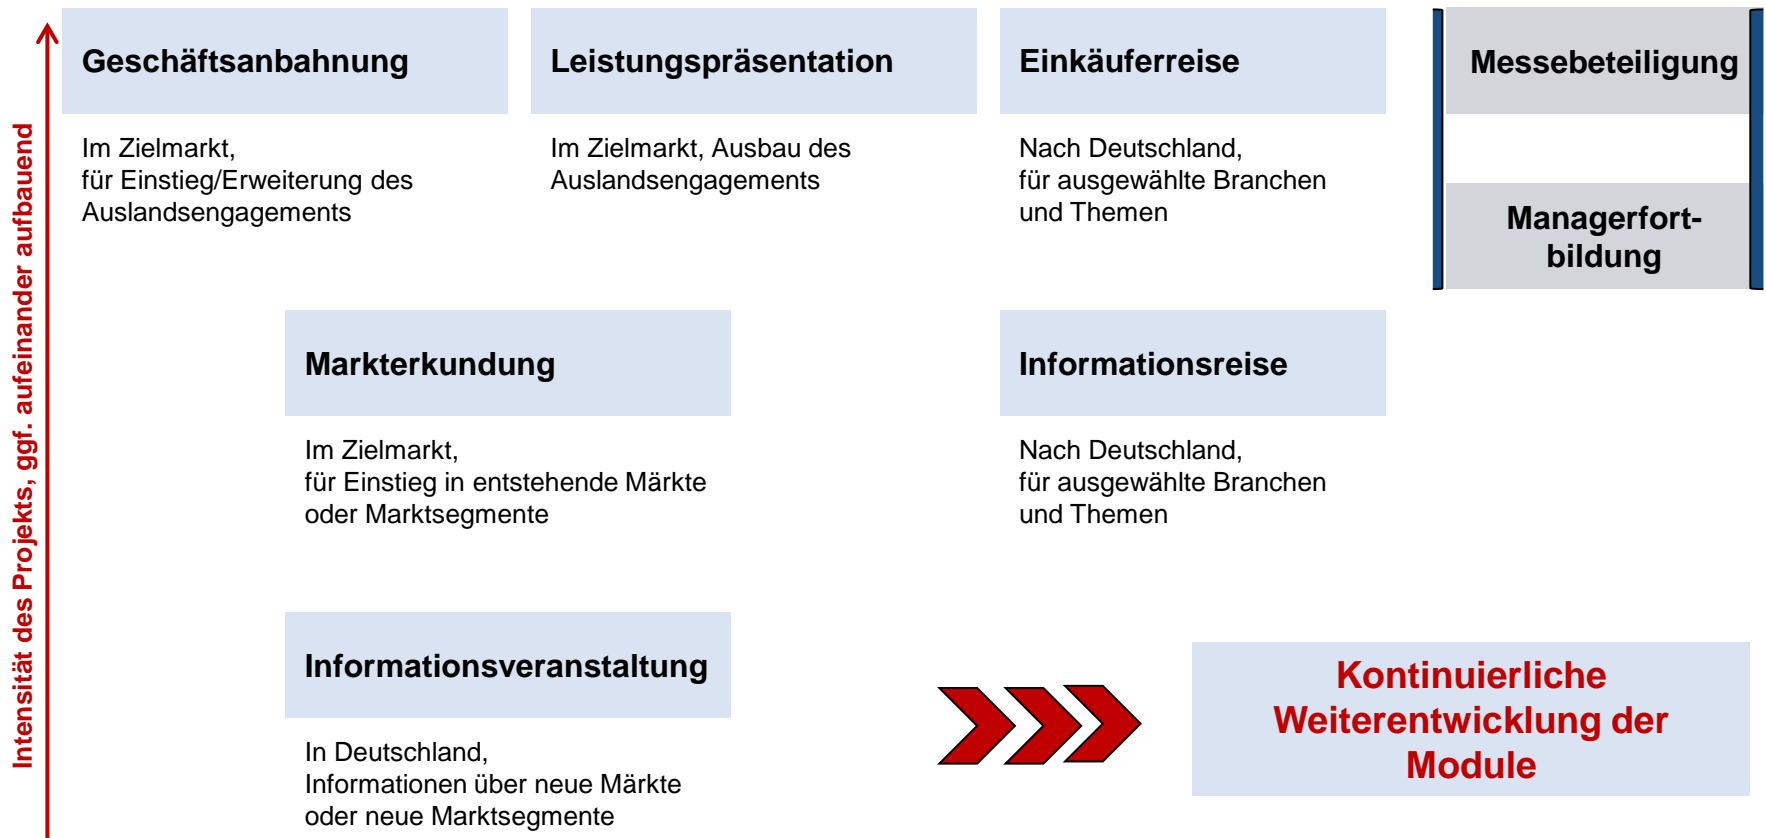 Intensität des Projekts, ggf. aufeinander aufbauend
Geschäftsanbahnung
Im Zielmarkt,
für Einstieg/Erweiterung des
Auslandsengagements
Leistungspräsentation
Im Zielmarkt, Ausbau des
Auslandsengagements
Einkäuferreise
Nach Deutschland,
für ausgewählte Branchen
und Themen
Messebeteiligung
Managerfort-
bildung
Markterkundung
Im Zielmarkt,
für Einstieg in entstehende Märkte
oder Marktsegmente
Informationsreise
Nach Deutschland,
für ausgewählte Branchen
und Themen
Informationsveranstaltung
In Deutschland,
Informationen über neue Märkte
oder neue Marktsegmente
Kontinuierliche
Weiterentwicklung der
Module